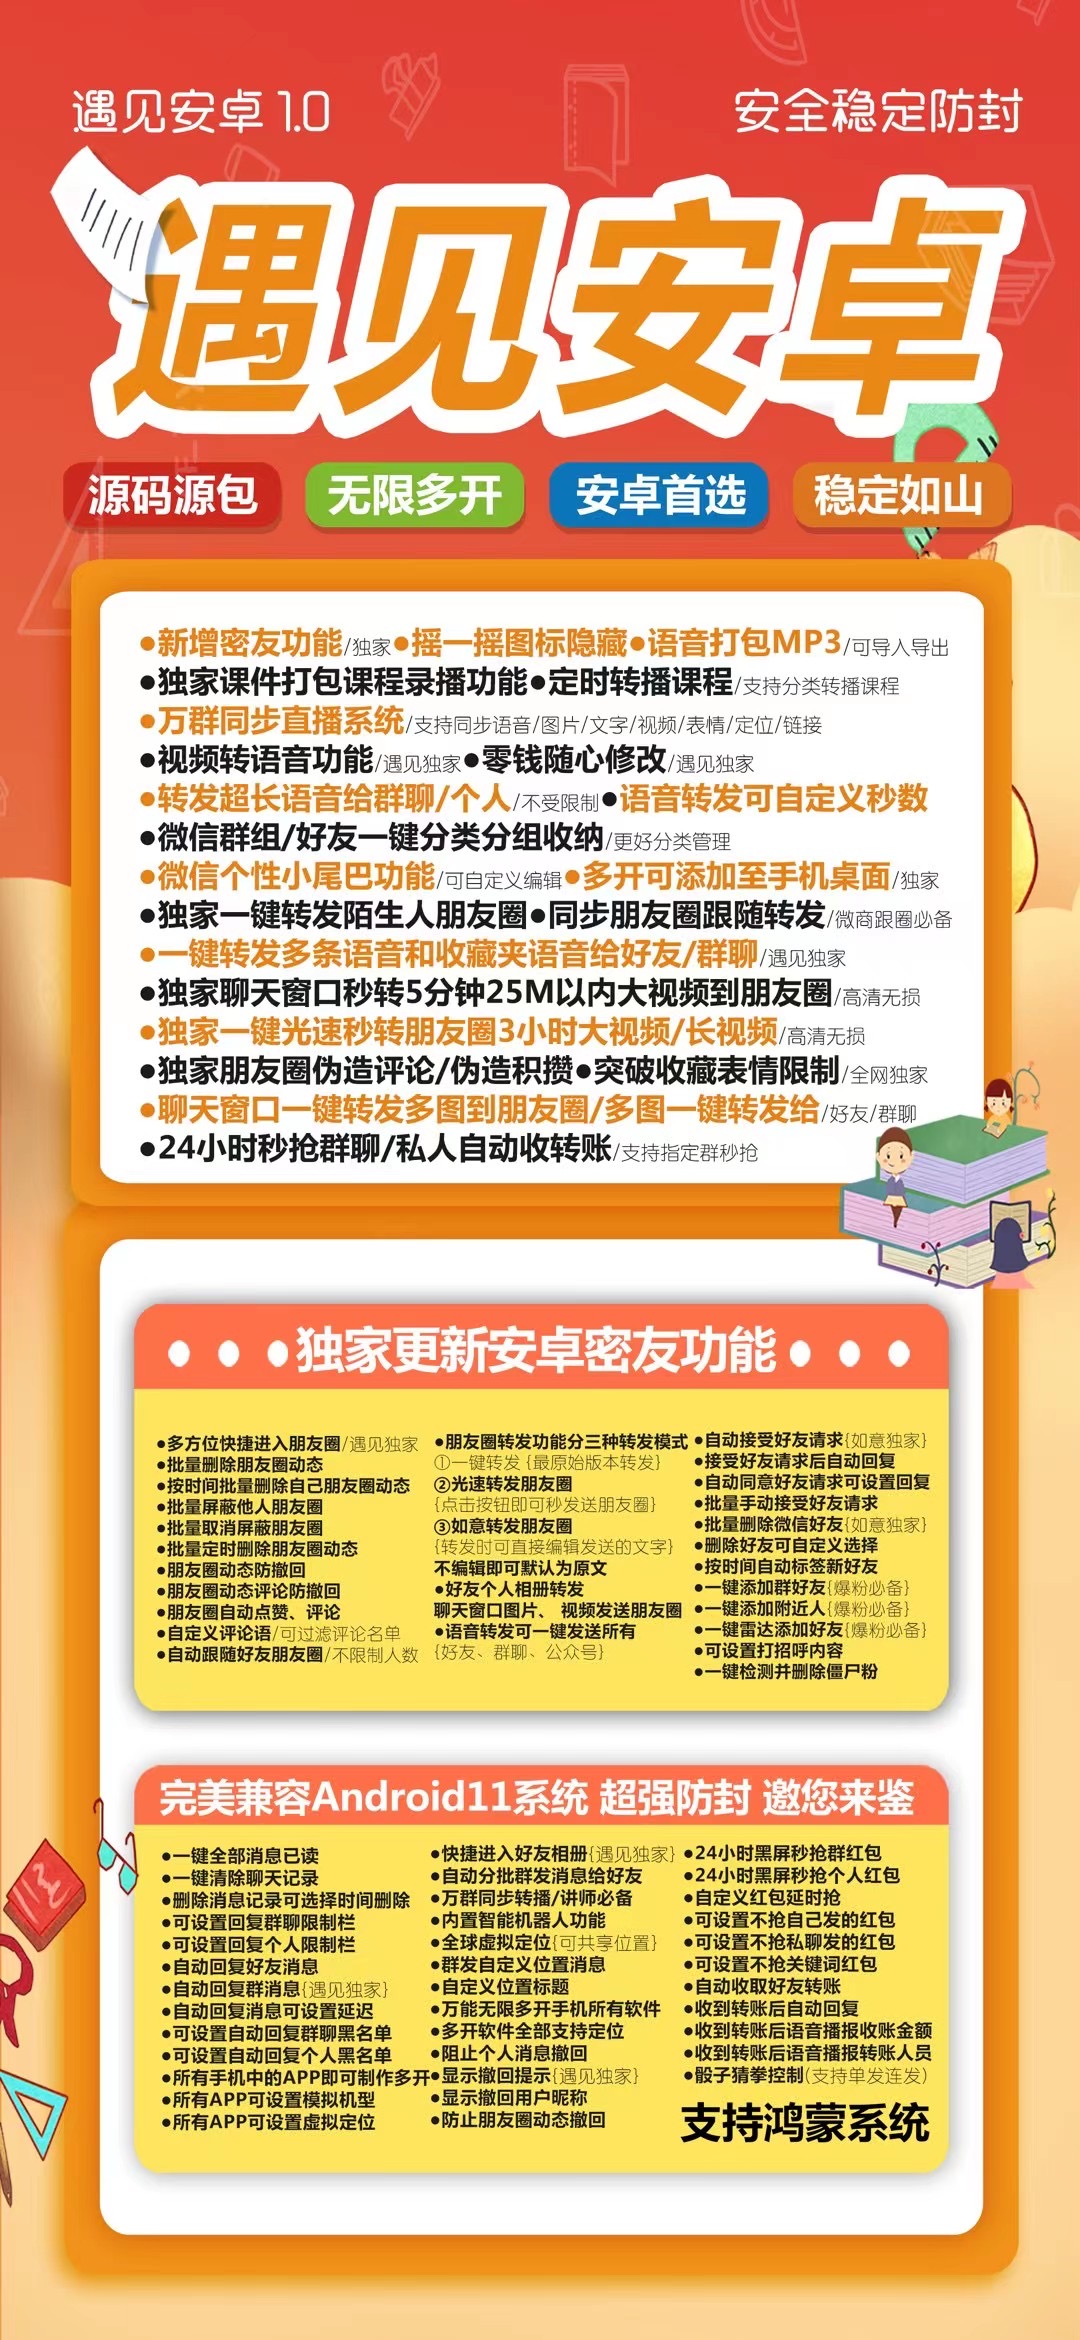 遇见安卓 1.0
安全稳定防封
遇见安卓
源码源包 无限多开 安卓首选 稳定如山
●新增密友功能/独家●摇一摇图标隐藏●语音打包MP3/可导入导出
●独家课件打包课程录播功能●定时转播课程/支持分类转播课程
●万群同步直播系统/支持同步语音/图片/文字/视频/表情/定位/链接
●视频转语音功能/遇见独家●零钱随心修改/遇见独家
●转发超长语音给群聊/个人/不受限制●语音转发可自定义秒数
●微信群组/好友一键分类分组收纳/更好分类管理
●微信个性小尾巴功能/可自定义编辑●多开可添加至手机桌面/独家
●独家一键转发陌生人朋友圈●同步朋友圈跟随转发/微商跟圈必备
●一键转发多条语音和收藏夹语音给好友/群聊/遇见独家
●独家聊天窗口秒转5分钟25M以内大视频到朋友圈/高清无损
●独家一键光速秒转朋友圈3小时大视频/长视频/高清无损
●独家朋友圈伪造评论/伪造积攒●突破收藏表情限制/全网独家
●聊天窗口一键转发多图到朋友圈/多图一键转发给/好友/群聊
●24小时秒抢群聊/私人自动收转账/支持指定群秒抢
独家更新安卓密友功能
●多方位快捷进入朋友圈/遇见独家
●批量删除朋友圈动态
●按时间批量删除自己朋友圈动态
●批量屏蔽他人朋友圈
●批量取消屏蔽朋友圈
●批量定时删除朋友圈动态
●朋友圈动态防撤回
●朋友圈动态评论防撤回
●朋友圈自动点赞、评论
●自定义评论语/可过滤评论名单
●自动跟随好友朋友圈/不限制人数
●朋友圈转发功能分三种转发模式
①一键转发 {最原始版本转发}
②光速转发朋友圈
{点击按钮即可秒发送朋友圈}
③如意转发朋友圈
{转发时可直接编辑发送的文字}
不编辑即可默认为原文
●好友个人相册转发
聊天窗口图片、视频发送朋友圈
●语音转发可一键发送所有
{好友、群聊、公众号}
●自动接受好友请求{如意独家}
●接受好友请求后自动回复
●自动同意好友请求可设置回复
●批量手动接受好友请求
●批量删除微信好友{如意独家}
●删除好友可自定义选择
●按时间自动标签新好友
●一键添加群好友{爆粉必备}
●一键添加附近人{爆粉必备}
●一键雷达添加好友{爆粉必备}
●可设置打招呼内容
●一键检测并删除僵尸粉
完美兼容Android11系统 超强防封 邀您来鉴
●一键全部消息已读
●一键清除聊天记录
●删除消息记录可选择时间删除
●可设置回复群聊限制栏
●可设置回复个人限制栏
●自动回复好友消息
●自动回复群消息{遇见独家}
●自动回复消息可设置延迟
●可设置自动回复群聊黑名单
●可设置自动回复个人黑名单
●所有手机中的APP即可制作多开
●所有APP可设置模拟机型
●所有APP可设置虚拟定位
●快捷进入好友相册{遇见独家}
●自动分批群发消息给好友
●万群同步转播/讲师必备
●内置智能机器人功能
●全球虚拟定位{可共享位置}
●群发自定义位置消息
●自定义位置标题
●万能无限多开手机所有软件
●多开软件全部支持定位
●阻止个人消息撤回
●显示撤回提示{遇见独家}
●显示撤回用户昵称
●防止朋友圈动态撤回
●24小时黑屏秒抢群红包
●24小时黑屏秒抢个人红包
●自定义红包延时抢
●可设置不抢自己发的红包
●可设置不抢私聊发的红包
●可设置不抢关键词红包
●自动收取好友转账
●收到转账后自动回复
●收到转账后语音播报收账金额
●收到转账后语音播报转账人员
●骰子猜拳控制(支持单发连发)
支持鸿蒙系统